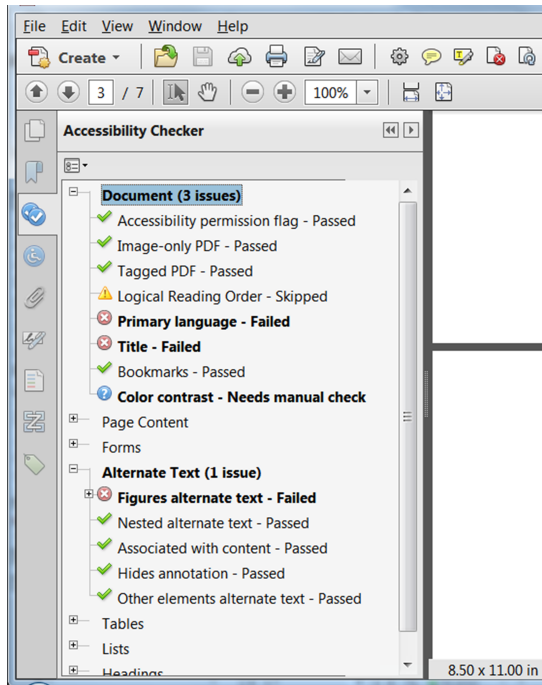 File Edit View Window Help
Create
3 / 7 100%
Accessibility Checker
Document (3 issues)
Accessibility permission flag - Passed
Image-only PDF - Passed
Tagged PDF - Passed
Logical Reading Order - Skipped
Primary language - Failed
Title - Failed
Bookmarks - Passed
Color contrast - Needs manual check
Page Content
Forms
Alternate Text (1 issue)
Figures alternate text - Failed
Nested alternate text - Passed
Associated with content - Passed
Hides annotation - Passed
Other elements alternate text - Passed
Tables
Lists
Headings
8.50 x 11.00 in